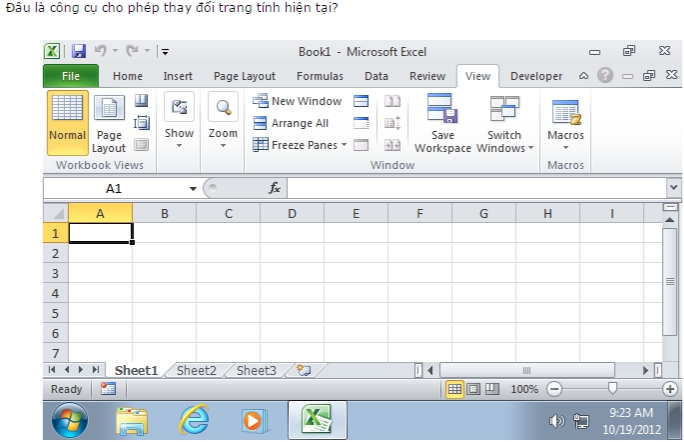 Đâu là công cụ cho phép thay đổi trang tính hiện tại?
Book1 - Microsoft Excel
File Home Insert Page Layout Formulas Data Review View Developer
Normal Page Layout Show Zoom New Window Arrange All Freeze Panes Save Workspace Switch Windows Macros
Workbook Views Window Macros
A1 fx
A B C D E F G H I
1
2
3
4
5
6
7
Sheet1 Sheet2 Sheet3
Ready 100%
9:23 AM
10/19/2012